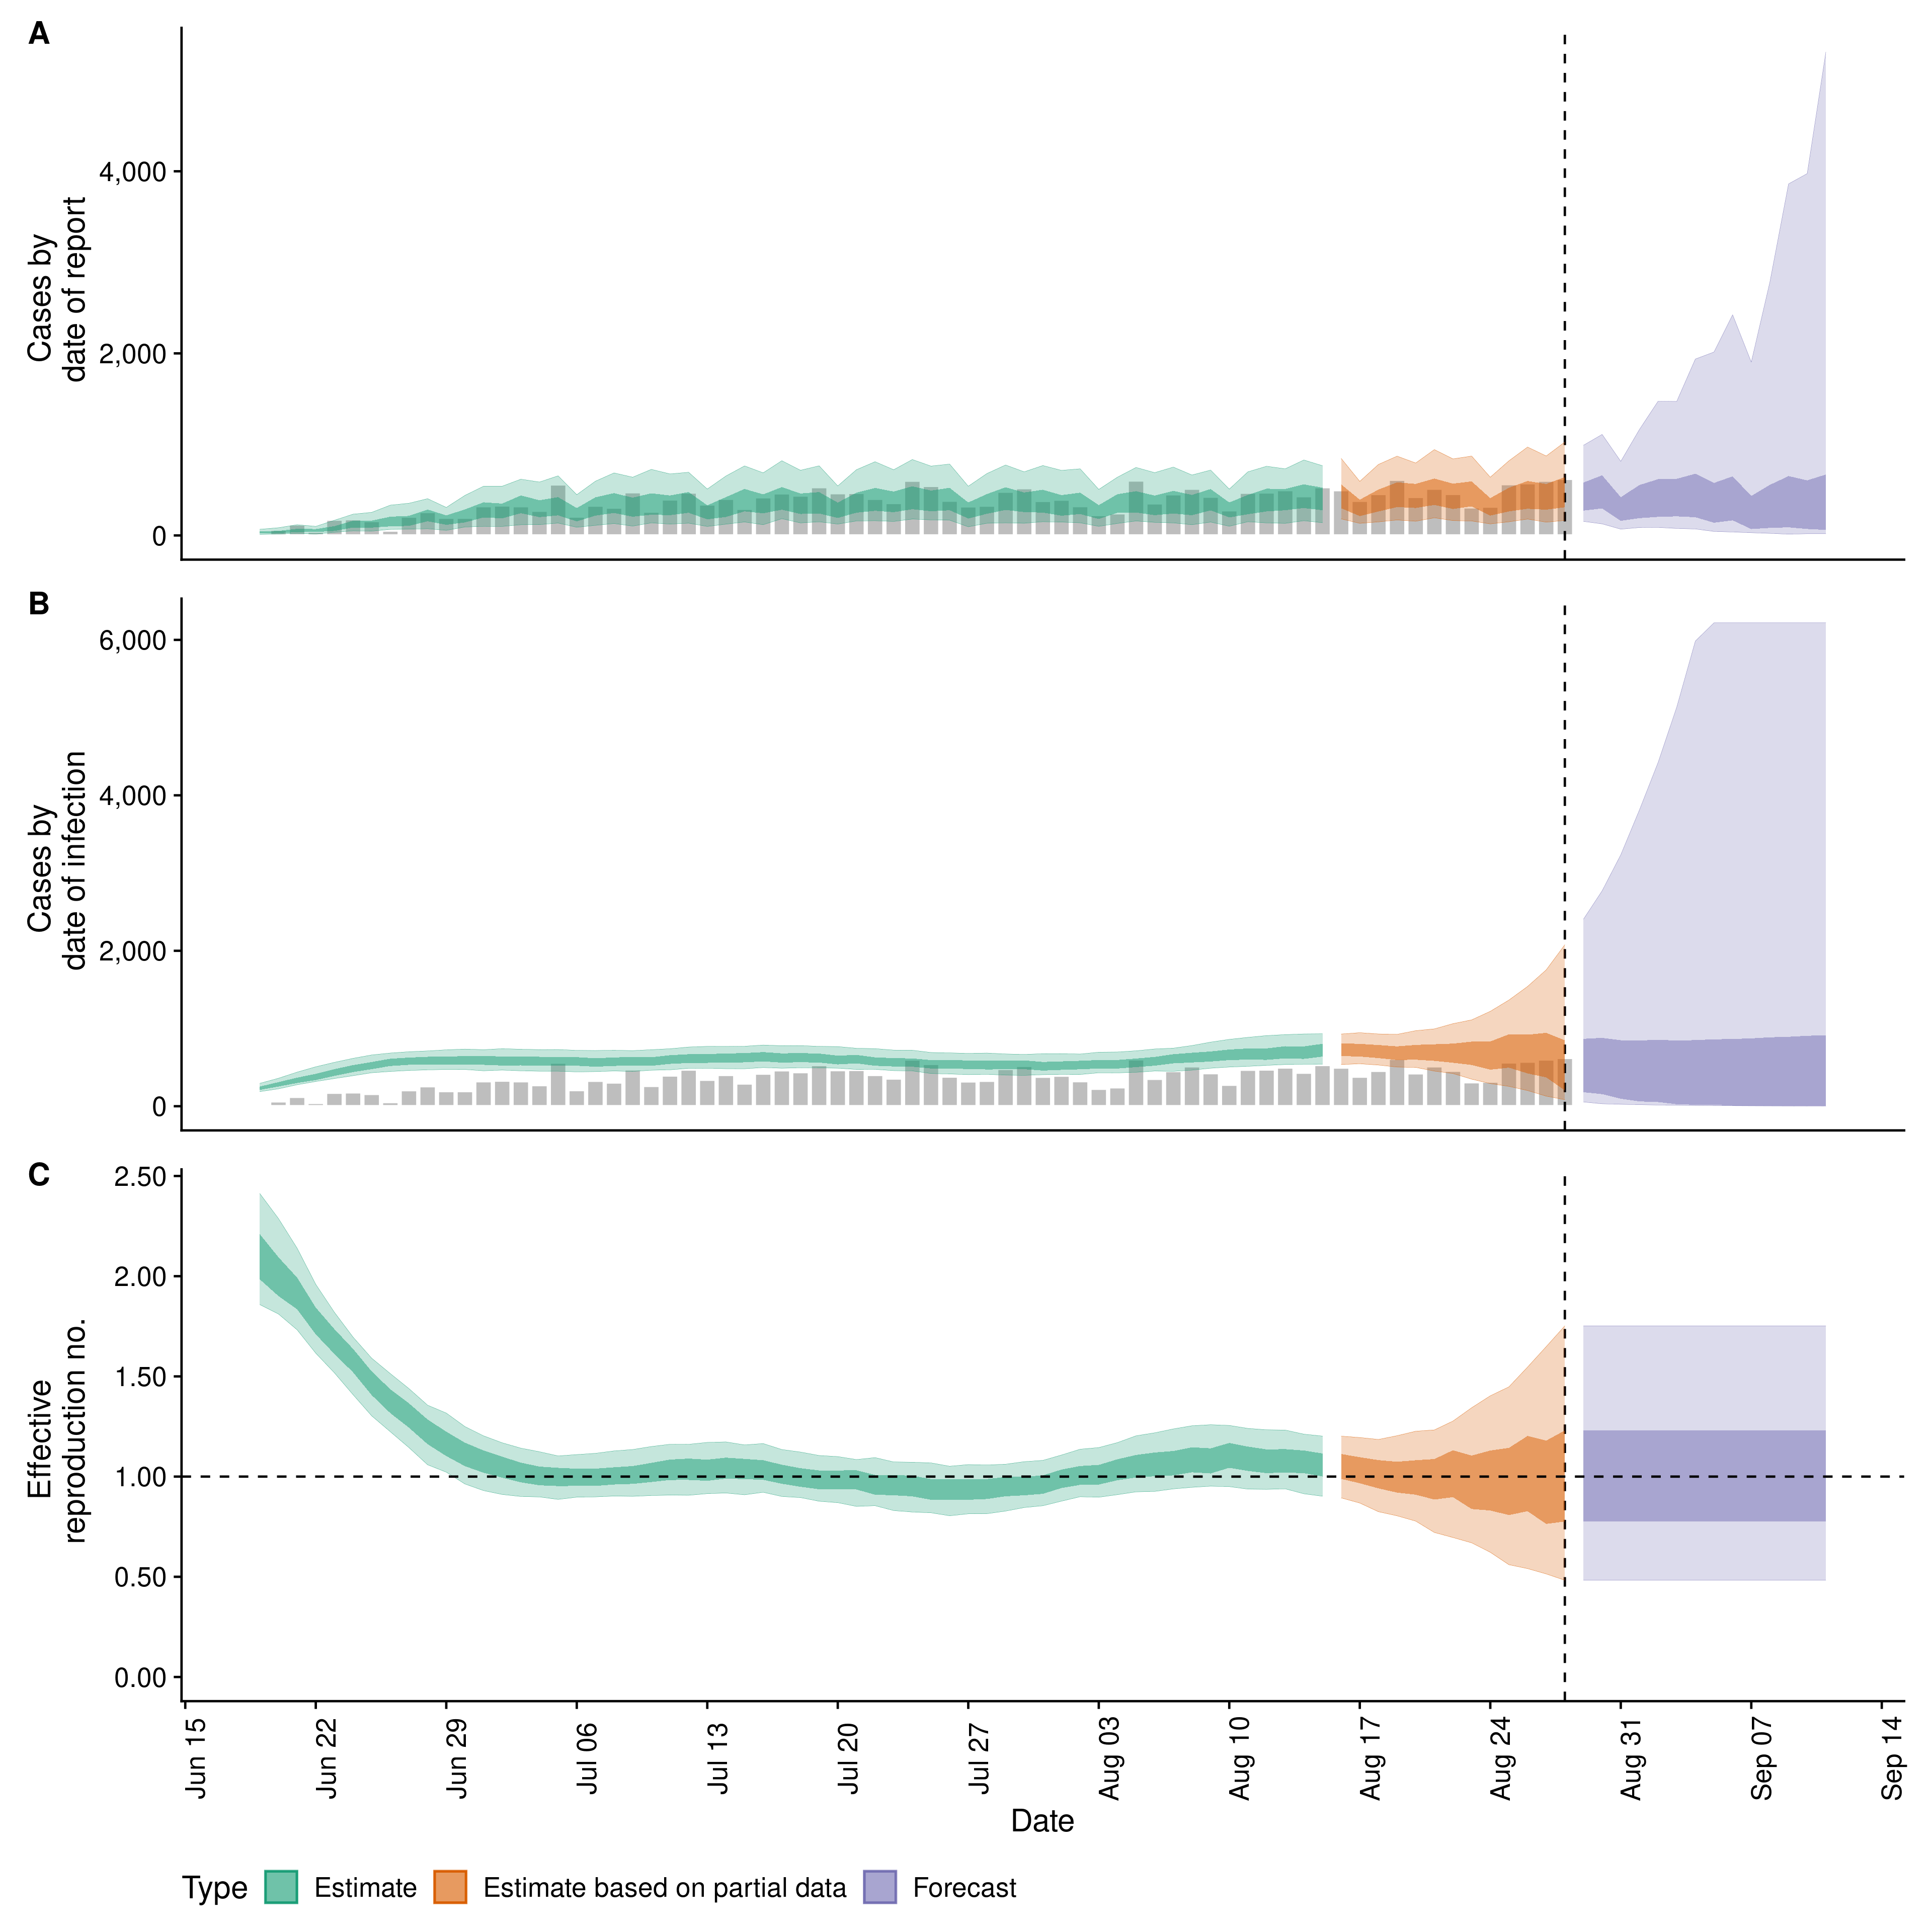 A
Cases by
date of report
4,000
2,000
0
B
Cases by
date of infection
6,000
4,000
2,000
0
C
Effective
reproduction no.
2.50
2.00
1.50
1.00
0.50
0.00
Jun 15
Jun 22
Jun 29
Jul 06
Jul 13
Jul 20
Jul 27
Aug 03
Aug 10
Aug 17
Aug 24
Aug 31
Sep 07
Sep 14
Date
Type Estimate Estimate based on partial data Forecast